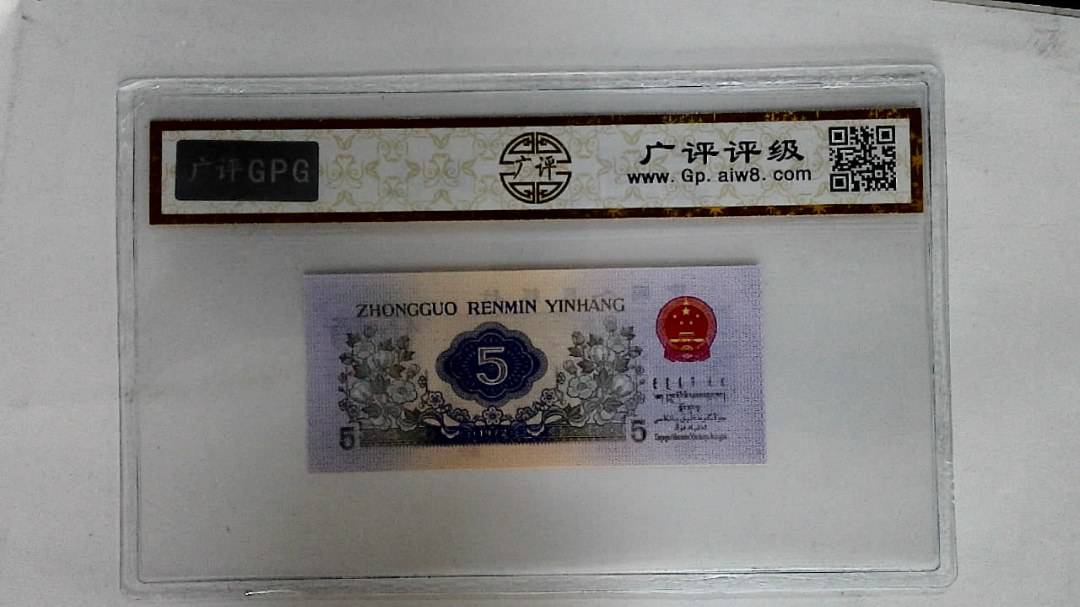 广评GPG
广评
广评评级
www.Gp.aiw8.com
ZHONGGUO RENMIN YINHANG
5
5
5